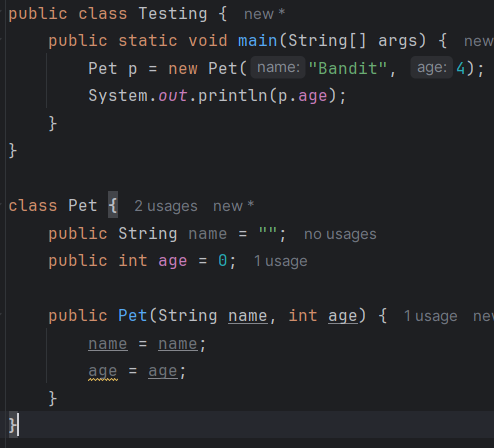 public class Testing {  new *
    public static void main(String[] args) {  new
        Pet p = new Pet( name: "Bandit",  age: 4);
        System.out.println(p.age);
    }
}
class Pet {  2 usages  new *
    public String name = "";  no usages
    public int age = 0;  1 usage
    public Pet(String name, int age) {  1 usage  new
        name = name;
        age = age;
    }
}